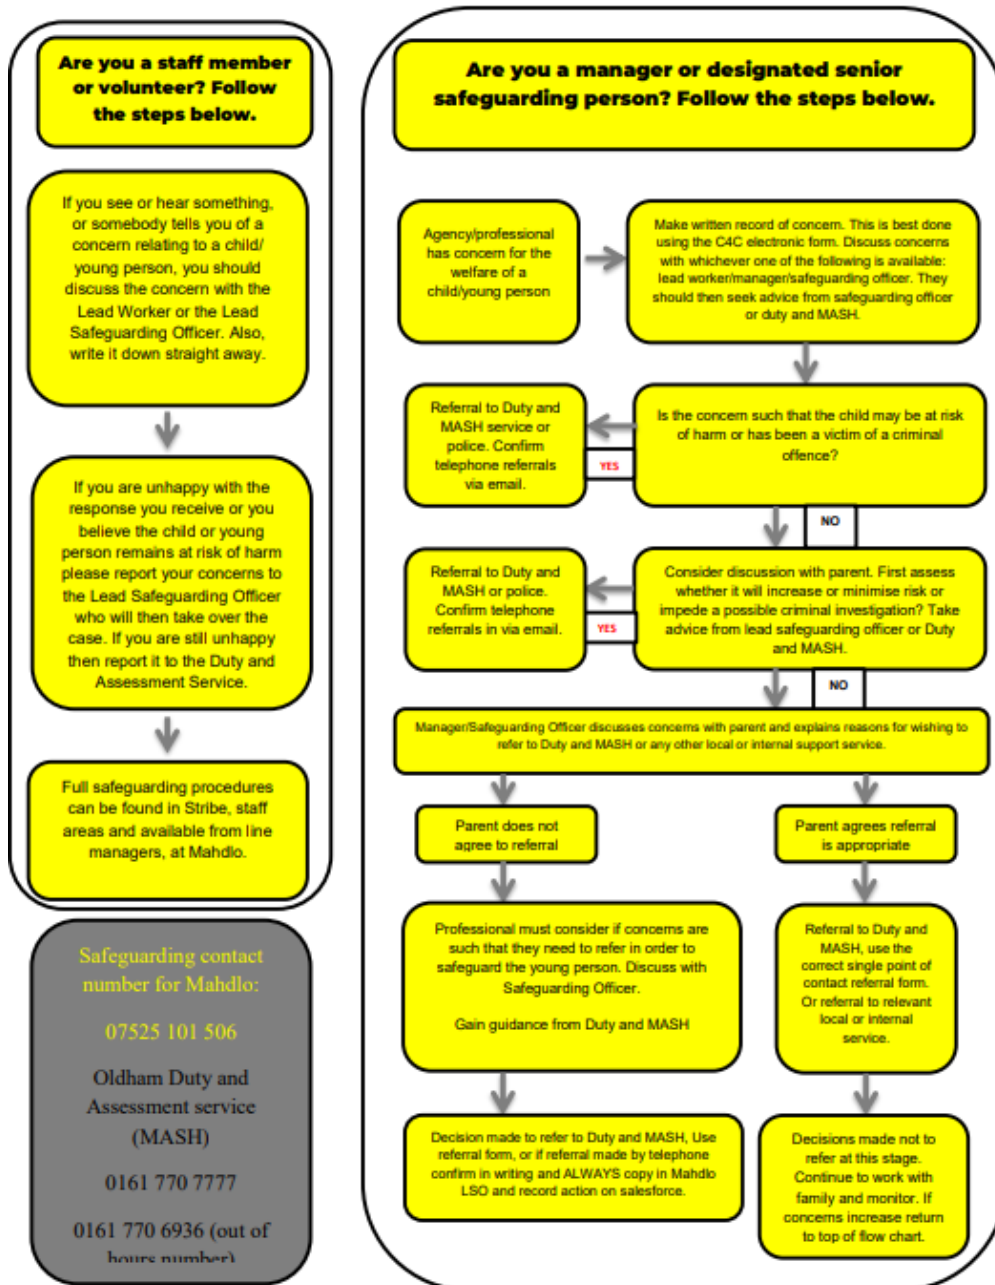 Are you a staff member
or volunteer? Follow
the steps below.
If you see or hear something,
or somebody tells you of a
concern relating to a child/
young person, you should
discuss the concern with the
Lead Worker or the Lead
Safeguarding Officer. Also,
write it down straight away.
If you are unhappy with the
response you receive or you
believe the child or young
person remains at risk of harm
please report your concerns to
the Lead Safeguarding Officer
who will then take over the
case. If you are still unhappy
then report it to the Duty and
Assessment Service.
Full safeguarding procedures
can be found in Stribe, staff
areas and available from line
managers, at Mahdlo.
Safeguarding contact
number for Mahdlo:
07525 101 506
Oldham Duty and
Assessment service
(MASH)
0161 770 7777
0161 770 6936 (out of
hours number)
Are you a manager or designated senior
safeguarding person? Follow the steps below.
Agency/professional
has concern for the
welfare of a
child/young person
Make written record of concern. This is best done
using the C4C electronic form. Discuss concerns
with whichever one of the following is available:
lead worker/manager/safeguarding officer. They
should then seek advice from safeguarding officer
or duty and MASH.
Is the concern such that the child may be at risk
of harm or has been a victim of a criminal
offence?
YES
Referral to Duty and
MASH service or
police. Confirm
telephone referrals
via email.
NO
Consider discussion with parent. First assess
whether it will increase or minimise risk or
impede a possible criminal investigation? Take
advice from lead safeguarding officer or Duty
and MASH.
YES
Referral to Duty and
MASH or police.
Confirm telephone
referrals in via email.
NO
Manager/Safeguarding Officer discusses concerns with parent and explains reasons for wishing to
refer to Duty and MASH or any other local or internal support service.
Parent does not
agree to referral
Professional must consider if concerns are
such that they need to refer in order to
safeguard the young person. Discuss with
Safeguarding Officer.
Gain guidance from Duty and MASH
Decision made to refer to Duty and MASH, Use
referral form, or if referral made by telephone
confirm in writing and ALWAYS copy in Mahdlo
LSO and record action on salesforce.
Parent agrees referral
is appropriate
Referral to Duty and
MASH, use the
correct single point of
contact referral form.
Or referral to relevant
local or internal
service.
Decisions made not to
refer at this stage.
Continue to work with
family and monitor. If
concerns increase return
to top of flow chart.